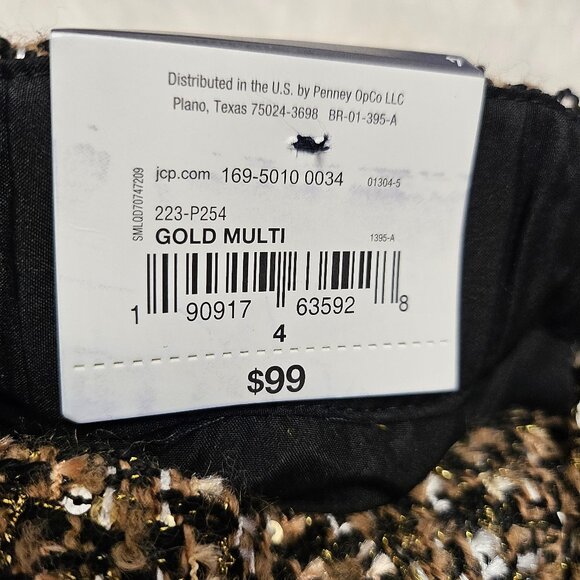 Distributed in the U.S. by Penney OpCo LLC
Plano, Texas 75024-3698 BR-01-395-A
SMLQD70747209
jcp.com 169-5010 0034 01304-5
223-P254
GOLD MULTI 1395-A
1 90917 63592 8
4
$99